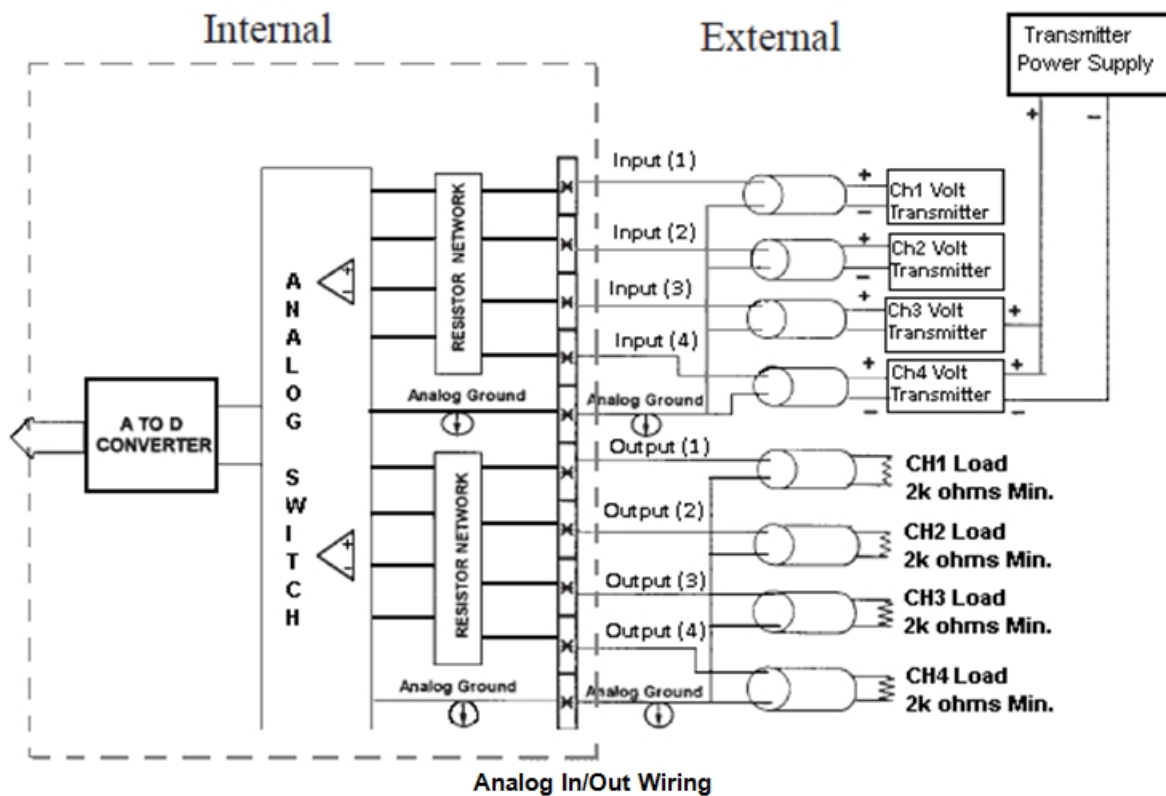 Internal
External
Transmitter
Power Supply
+
−
Input (1)
+
Ch1 Volt
−
Transmitter
Input (2)
+
Ch2 Volt
Transmitter
−
Input (3)
+
Ch3 Volt
+
Transmitter
Input (4)
+
Ch4 Volt
+
Transmitter
−
−
RESISTOR NETWORK
ANALOG SWITCH
+
−
Analog Ground
Analog Ground
A TO D
CONVERTER
Output (1)
CH1 Load
2k ohms Min.
Output (2)
CH2 Load
2k ohms Min.
RESISTOR NETWORK
+
−
Output (3)
CH3 Load
2k ohms Min.
Output (4)
CH4 Load
2k ohms Min.
Analog Ground
Analog Ground
Analog In/Out Wiring